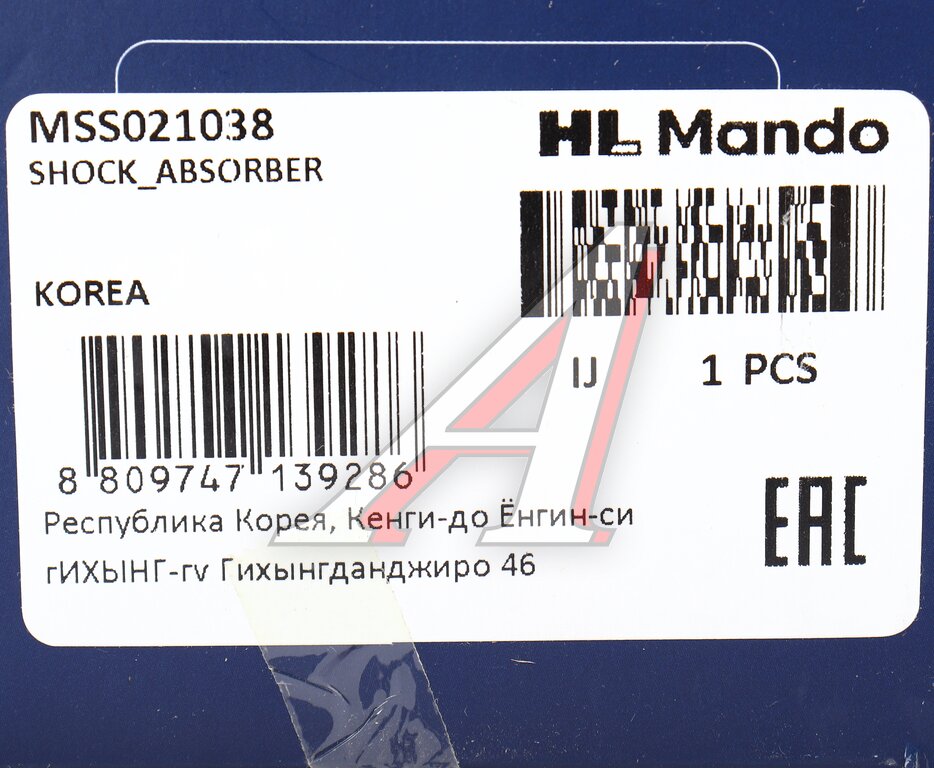 MSS021038
HL Mando
SHOCK_ABSORBER
KOREA
IJ 1 PCS
8 809747 139286
Республика Корея, Кенги-до Ёнгин-си
гИХЫНГ-гv Гихынгданджиро 46
EAC